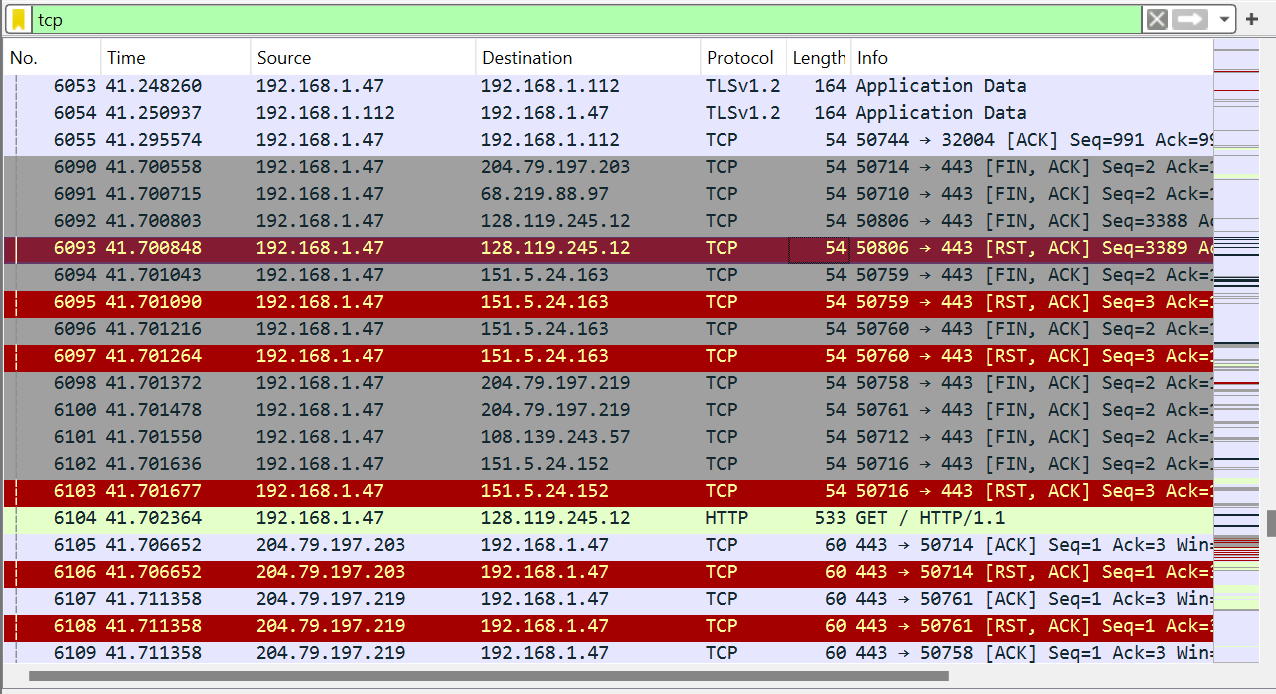 tcp
No. Time Source Destination Protocol Length Info
6053 41.248260 192.168.1.47 192.168.1.112 TLSv1.2 164 Application Data
6054 41.250937 192.168.1.112 192.168.1.47 TLSv1.2 164 Application Data
6055 41.295574 192.168.1.47 192.168.1.112 TCP 54 50744 → 32004 [ACK] Seq=991 Ack=99
6090 41.700558 192.168.1.47 204.79.197.203 TCP 54 50714 → 443 [FIN, ACK] Seq=2 Ack=1
6091 41.700715 192.168.1.47 68.219.88.97 TCP 54 50710 → 443 [FIN, ACK] Seq=2 Ack=1
6092 41.700803 192.168.1.47 128.119.245.12 TCP 54 50806 → 443 [FIN, ACK] Seq=3388 Ac
6093 41.700848 192.168.1.47 128.119.245.12 TCP 54 50806 → 443 [RST, ACK] Seq=3389 Ac
6094 41.701043 192.168.1.47 151.5.24.163 TCP 54 50759 → 443 [FIN, ACK] Seq=2 Ack=1
6095 41.701090 192.168.1.47 151.5.24.163 TCP 54 50759 → 443 [RST, ACK] Seq=3 Ack=1
6096 41.701216 192.168.1.47 151.5.24.163 TCP 54 50760 → 443 [FIN, ACK] Seq=2 Ack=1
6097 41.701264 192.168.1.47 151.5.24.163 TCP 54 50760 → 443 [RST, ACK] Seq=3 Ack=1
6098 41.701372 192.168.1.47 204.79.197.219 TCP 54 50758 → 443 [FIN, ACK] Seq=2 Ack=1
6100 41.701478 192.168.1.47 204.79.197.219 TCP 54 50761 → 443 [FIN, ACK] Seq=2 Ack=1
6101 41.701550 192.168.1.47 108.139.243.57 TCP 54 50712 → 443 [FIN, ACK] Seq=2 Ack=1
6102 41.701636 192.168.1.47 151.5.24.152 TCP 54 50716 → 443 [FIN, ACK] Seq=2 Ack=1
6103 41.701677 192.168.1.47 151.5.24.152 TCP 54 50716 → 443 [RST, ACK] Seq=3 Ack=1
6104 41.702364 192.168.1.47 128.119.245.12 HTTP 533 GET / HTTP/1.1
6105 41.706652 204.79.197.203 192.168.1.47 TCP 60 443 → 50714 [ACK] Seq=1 Ack=3 Win=
6106 41.706652 204.79.197.203 192.168.1.47 TCP 60 443 → 50714 [RST, ACK] Seq=1 Ack=3
6107 41.711358 204.79.197.219 192.168.1.47 TCP 60 443 → 50761 [ACK] Seq=1 Ack=3 Win=
6108 41.711358 204.79.197.219 192.168.1.47 TCP 60 443 → 50761 [RST, ACK] Seq=1 Ack=3
6109 41.711358 204.79.197.219 192.168.1.47 TCP 60 443 → 50758 [ACK] Seq=1 Ack=3 Win=